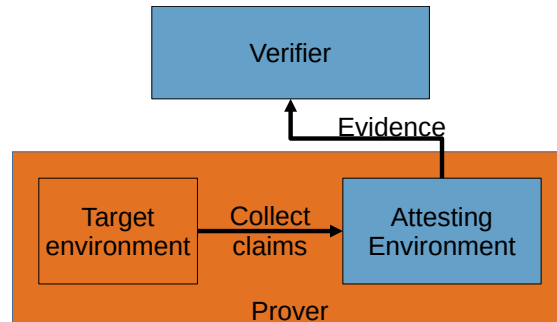 Verifier
Evidence
Target
environment
Collect
claims
Attesting
Environment
Prover